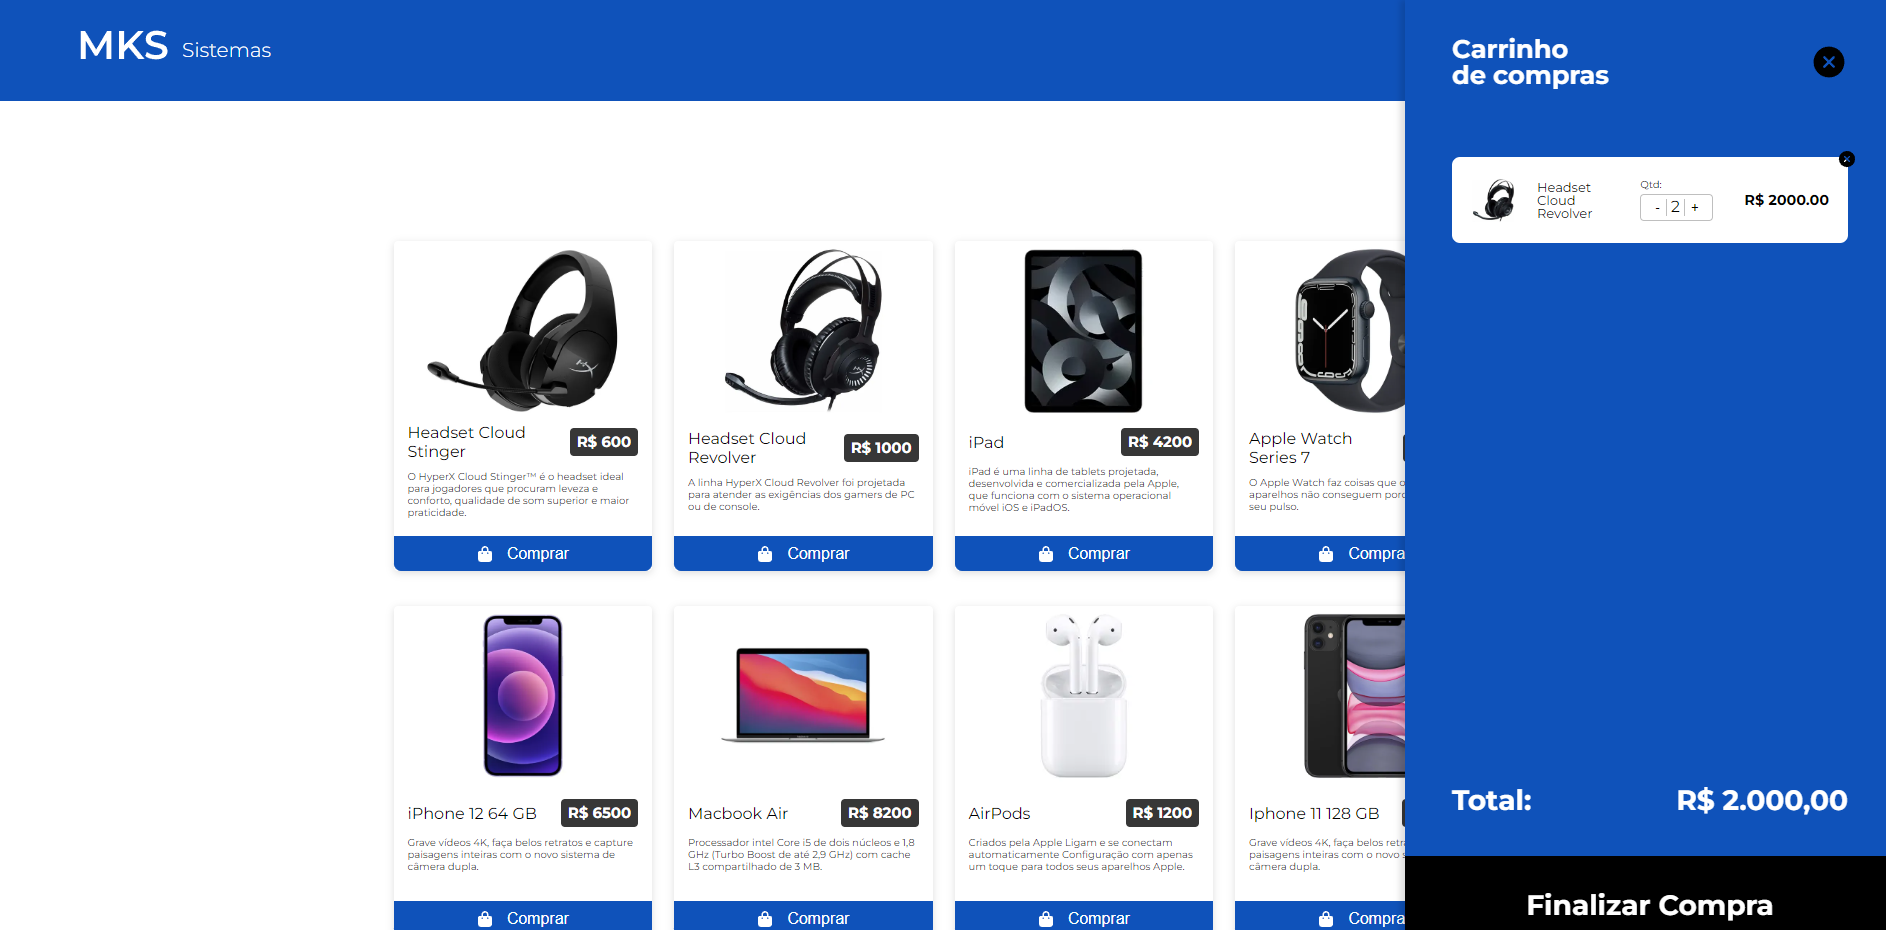 MKS Sistemas
Carrinho
de compras
Headset
Cloud
Revolver
Qtd:
- 2 +
R$ 2000.00
Headset Cloud
Stinger
R$ 600
O HyperX Cloud Stinger™ é o headset ideal
para jogadores que procuram leveza e
conforto, qualidade de som superior e maior
praticidade.
Comprar
Headset Cloud
Revolver
R$ 1000
A linha HyperX Cloud Revolver foi projetada
para atender as exigências dos gamers de PC
ou de console.
Comprar
iPad
R$ 4200
iPad é uma linha de tablets projetada,
desenvolvida e comercializada pela Apple,
que funciona com o sistema operacional
móvel iOS e iPadOS.
Comprar
Apple Watch
Series 7
O Apple Watch faz coisas que o
aparelhos não conseguem porq
seu pulso.
Compra
iPhone 12 64 GB
R$ 6500
Grave vídeos 4K, faça belos retratos e capture
paisagens inteiras com o novo sistema de
câmera dupla.
Comprar
Macbook Air
R$ 8200
Processador intel Core i5 de dois núcleos e 1,8
GHz (Turbo Boost de até 2,9 GHz) com cache
L3 compartilhado de 3 MB.
Comprar
AirPods
R$ 1200
Criados pela Apple Ligam e se conectam
automaticamente Configuração com apenas
um toque para todos seus aparelhos Apple.
Comprar
Iphone 11 128 GB
Grave vídeos 4K, faça belos retra
paisagens inteiras com o novo s
câmera dupla.
Compra
Total:
R$ 2.000,00
Finalizar Compra